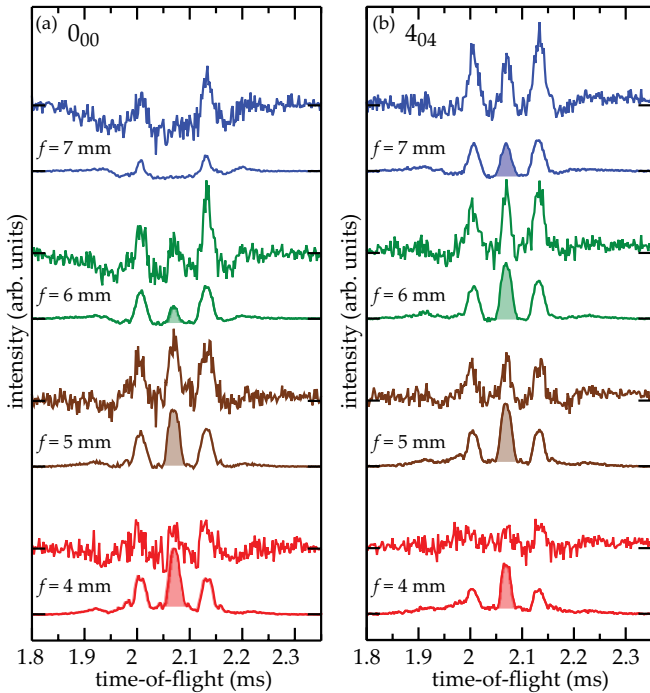 (a) 0₀₀
f = 7 mm
f = 6 mm
f = 5 mm
f = 4 mm
intensity (arb. units)
1.8 1.9 2 2.1 2.2 2.3
time-of-flight (ms)
(b) 4₀₄
f = 7 mm
f = 6 mm
f = 5 mm
f = 4 mm
intensity (arb. units)
1.8 1.9 2 2.1 2.2 2.3
time-of-flight (ms)